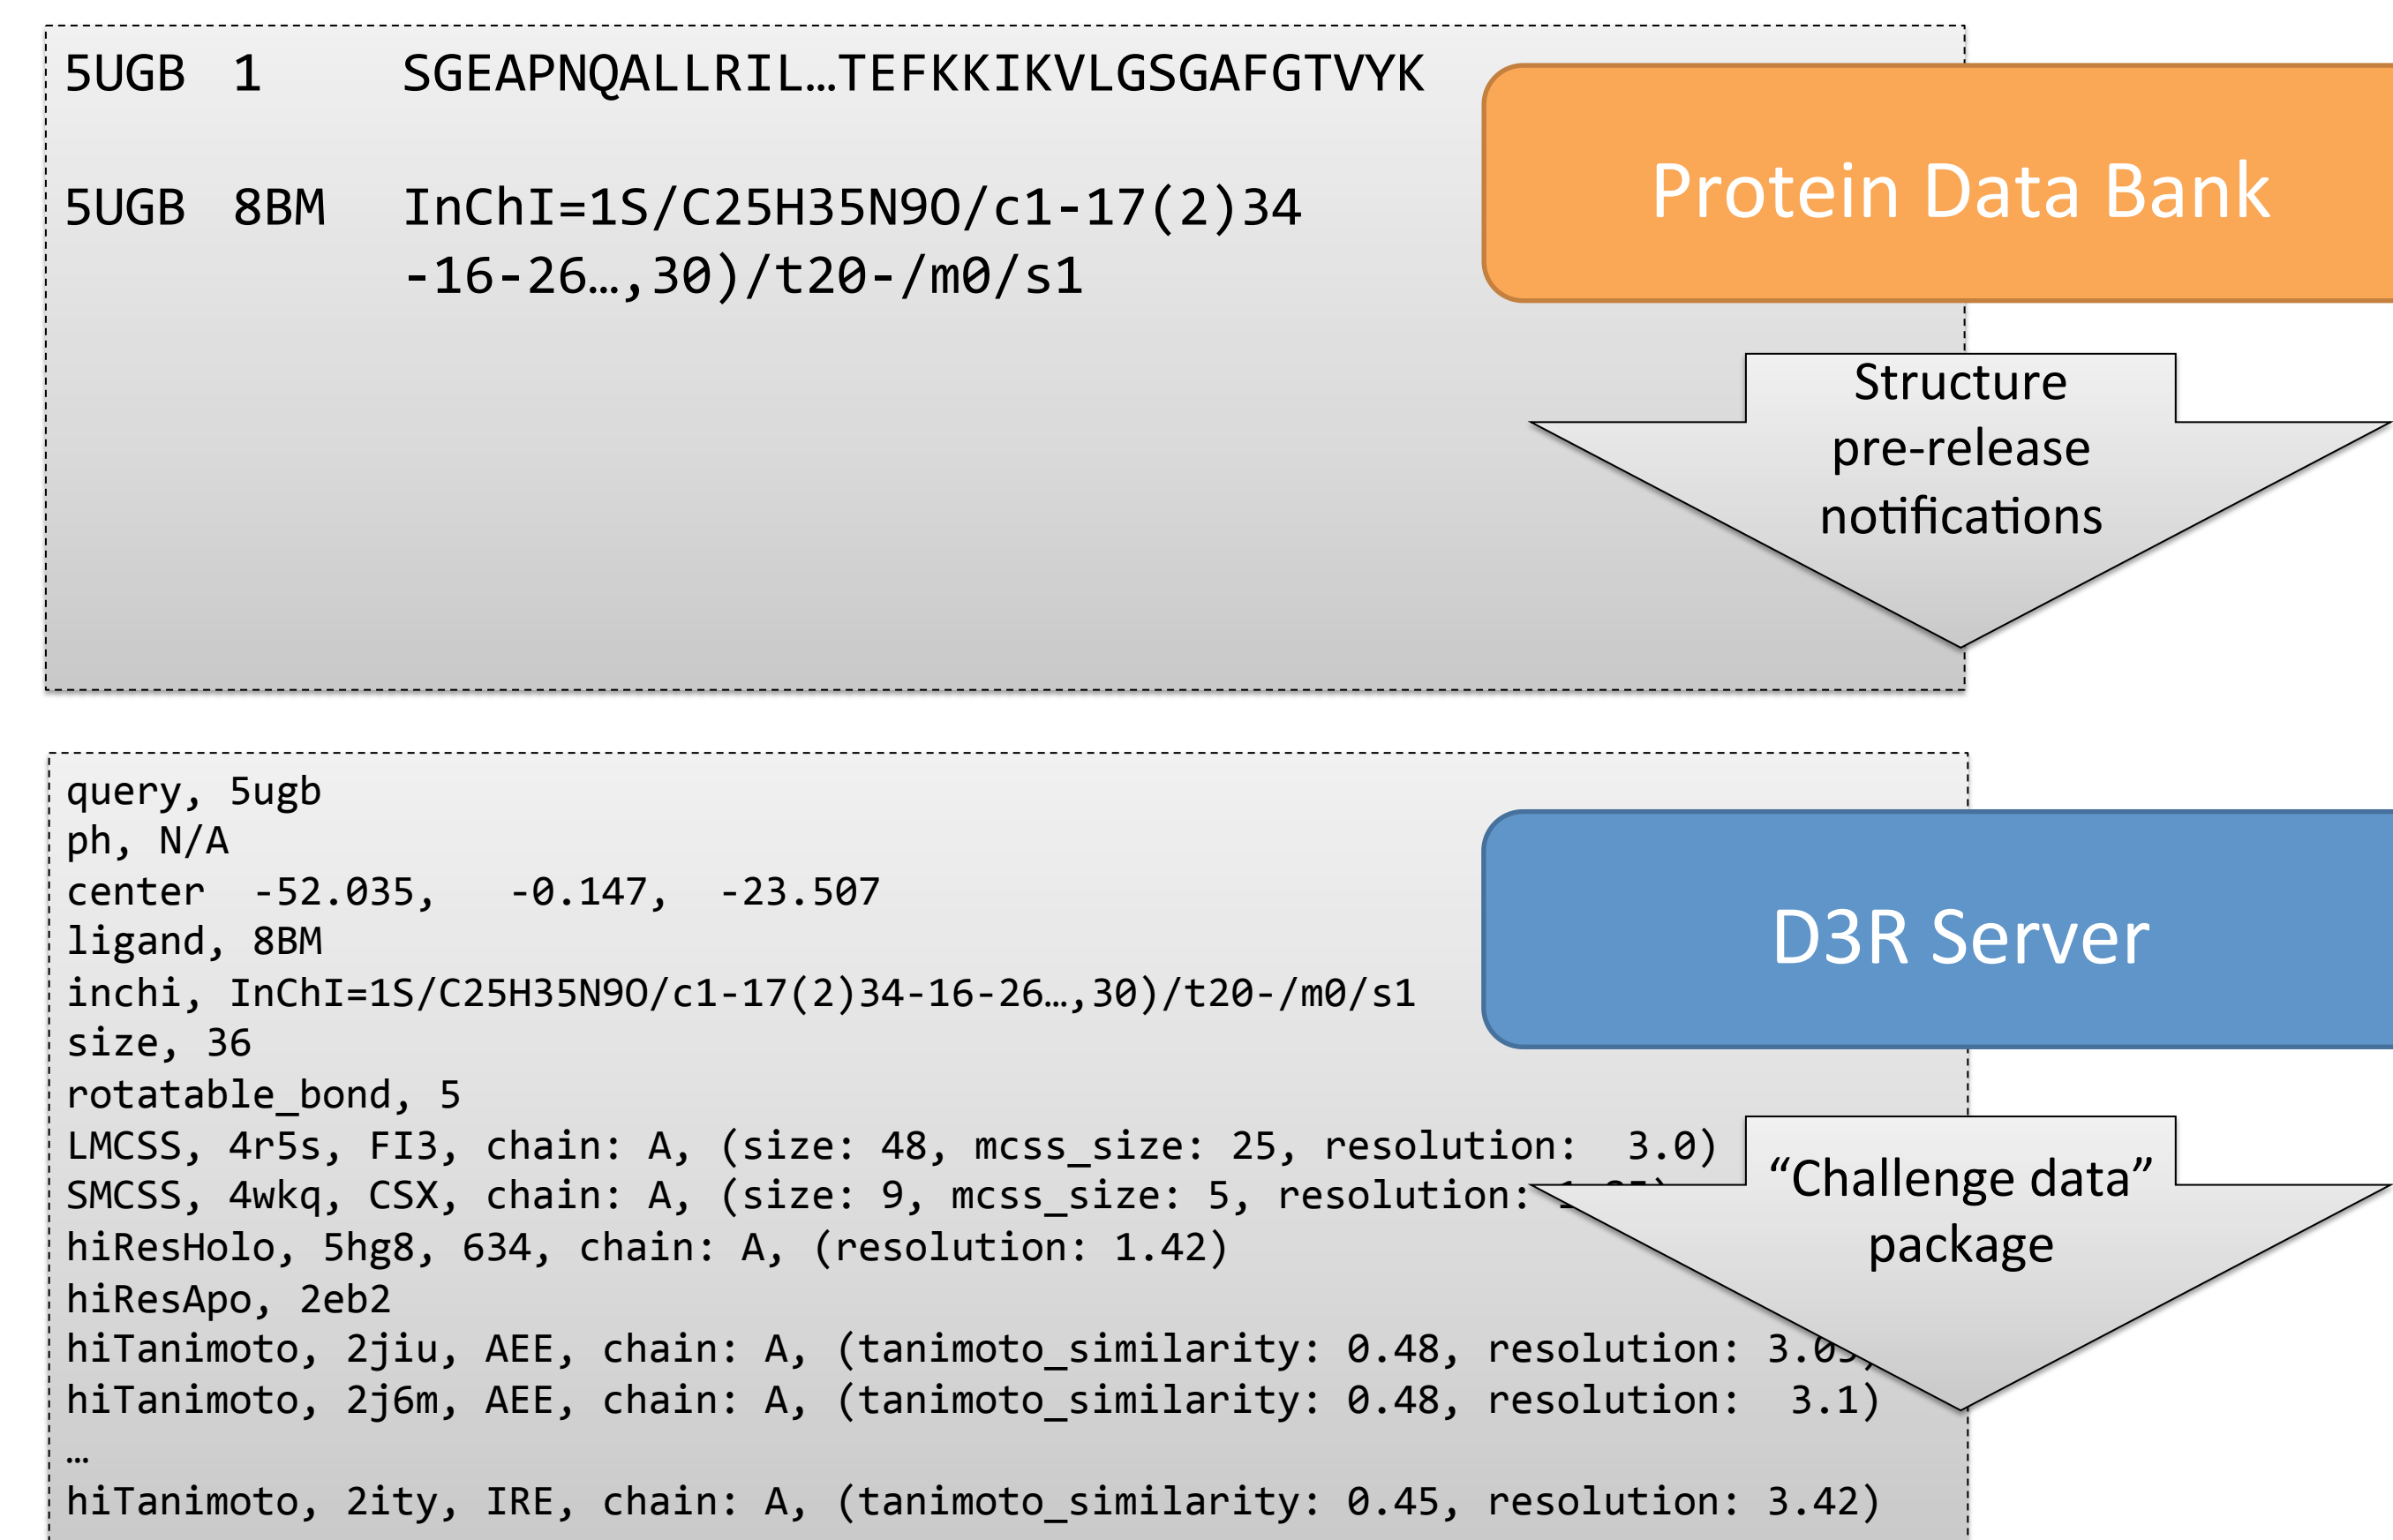 5UGB 1 SGEAPNQALLRIL…TEFKKIKVLGSGAFGTVYK
5UGB 8BM InChI=1S/C25H35N9O/c1-17(2)34
-16-26…,30)/t20-/m0/s1
Protein Data Bank
Structure
pre-release
notifications
query, 5ugb
ph, N/A
center -52.035, -0.147, -23.507
ligand, 8BM
inchi, InChI=1S/C25H35N9O/c1-17(2)34-16-26…,30)/t20-/m0/s1
size, 36
rotatable_bond, 5
LMCSS, 4r5s, FI3, chain: A, (size: 48, mcss_size: 25, resolution: 3.0)
SMCSS, 4wkq, CSX, chain: A, (size: 9, mcss_size: 5, resolution:
hiResHolo, 5hg8, 634, chain: A, (resolution: 1.42)
hiResApo, 2eb2
hiTanimoto, 2jiu, AEE, chain: A, (tanimoto_similarity: 0.48, resolution:
hiTanimoto, 2j6m, AEE, chain: A, (tanimoto_similarity: 0.48, resolution: 3.1)
…
hiTanimoto, 2ity, IRE, chain: A, (tanimoto_similarity: 0.45, resolution: 3.42)
D3R Server
“Challenge data”
package